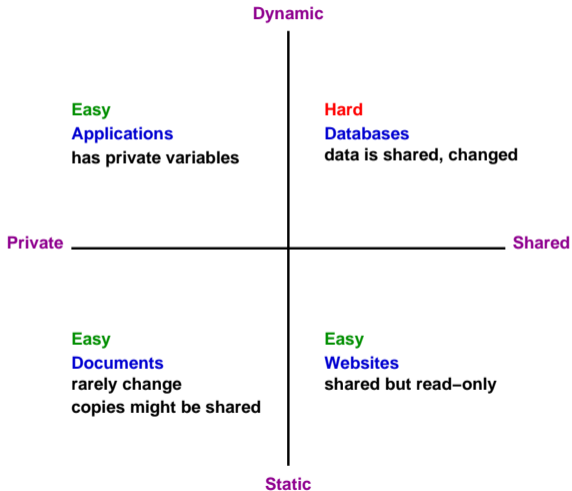 Dynamic
Easy
Applications
has private variables
Hard
Databases
data is shared, changed
Private
Shared
Easy
Documents
rarely change
copies might be shared
Easy
Websites
shared but read−only
Static